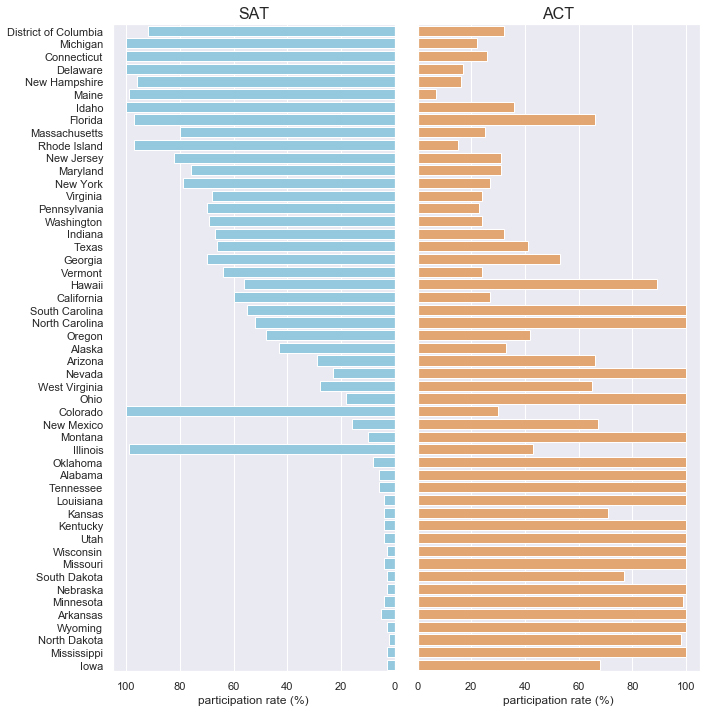 SAT
ACT
District of Columbia
Michigan
Connecticut
Delaware
New Hampshire
Maine
Idaho
Florida
Massachusetts
Rhode Island
New Jersey
Maryland
New York
Virginia
Pennsylvania
Washington
Indiana
Texas
Georgia
Vermont
Hawaii
California
South Carolina
North Carolina
Oregon
Alaska
Arizona
Nevada
West Virginia
Ohio
Colorado
New Mexico
Montana
Illinois
Oklahoma
Alabama
Tennessee
Louisiana
Kansas
Kentucky
Utah
Wisconsin
Missouri
South Dakota
Nebraska
Minnesota
Arkansas
Wyoming
North Dakota
Mississippi
Iowa
100 80 60 40 20 0
0 20 40 60 80 100
participation rate (%)
participation rate (%)